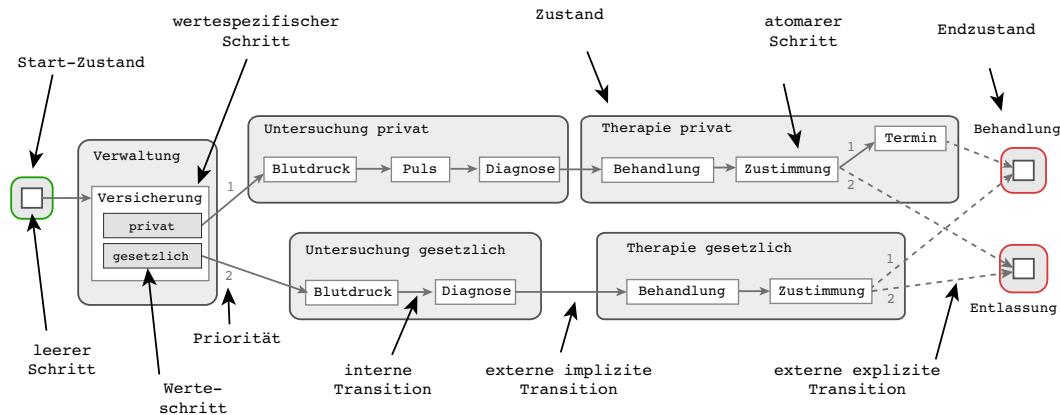 wertespezifischer
Schritt
Zustand
atomarer
Schritt
Endzustand
Start-Zustand
Untersuchung privat
Therapie privat
Behandlung
Termin
Verwaltung
Blutdruck
Puls
Diagnose
Behandlung
Zustimmung
1
2
Versicherung
1
privat
gesetzlich
2
Untersuchung gesetzlich
Therapie gesetzlich
Blutdruck
Diagnose
Behandlung
Zustimmung
1
2
Entlassung
Priorität
leerer
Schritt
Werte-
schritt
interne
Transition
externe implizite
Transition
externe explizite
Transition